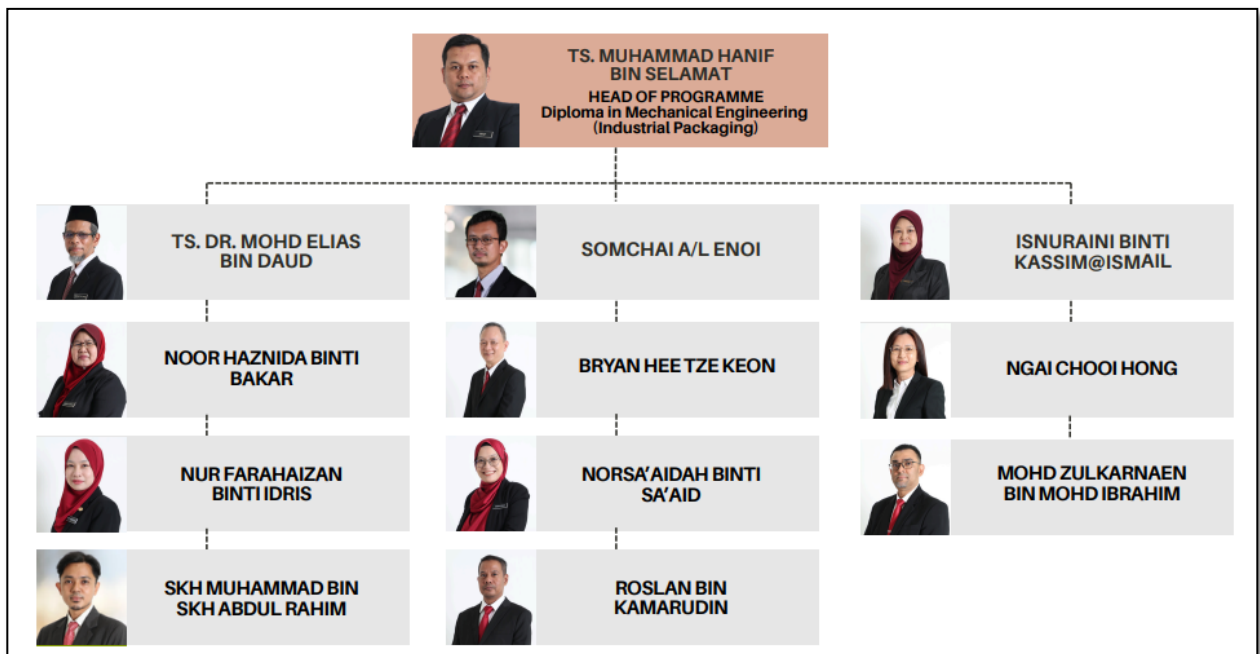 TS. MUHAMMAD HANIF
BIN SELAMAT
HEAD OF PROGRAMME
Diploma in Mechanical Engineering
(Industrial Packaging)
TS. DR. MOHD ELIAS
BIN DAUD
SOMCHAI A/L ENOI
ISNURAINI BINTI
KASSIM@ISMAIL
NOOR HAZNIDA BINTI
BAKAR
BRYAN HEE TZE KEON
NGAI CHOOI HONG
NUR FARAHAIZAN
BINTI IDRIS
NORSA'AIDAH BINTI
SA'AID
MOHD ZULKARNAEN
BIN MOHD IBRAHIM
SKH MUHAMMAD BIN
SKH ABDUL RAHIM
ROSLAN BIN
KAMARUDIN